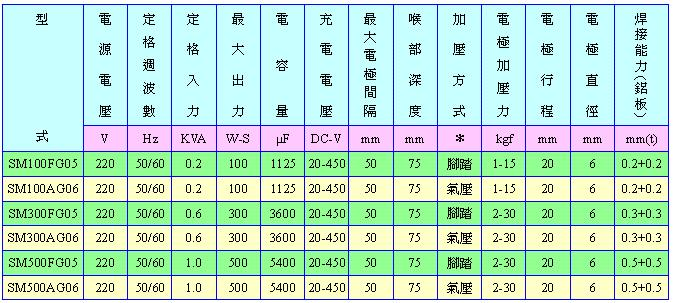 型式 電源電壓 定格週波數 定格入力 最大出力 電容量 充電電壓 最大電極間隔 喉部深度 加壓方式 電極加壓力 電極行程 電極直徑 焊接能力(鋁板)
V Hz KVA W-S µF DC-V mm mm * kgf mm mm mm(t)
SM100FG05 220 50/60 0.2 100 1125 20-450 50 75 腳踏 1-15 20 6 0.2+0.2
SM100AG06 220 50/60 0.2 100 1125 20-450 50 75 氣壓 1-15 20 6 0.2+0.2
SM300FG05 220 50/60 0.6 300 3600 20-450 50 75 腳踏 2-30 20 6 0.3+0.3
SM300AG06 220 50/60 0.6 300 3600 20-450 50 75 氣壓 2-30 20 6 0.3+0.3
SM500FG05 220 50/60 1.0 500 5400 20-450 50 75 腳踏 2-30 20 6 0.5+0.5
SM500AG06 220 50/60 1.0 500 5400 20-450 50 75 氣壓 2-30 20 6 0.5+0.5